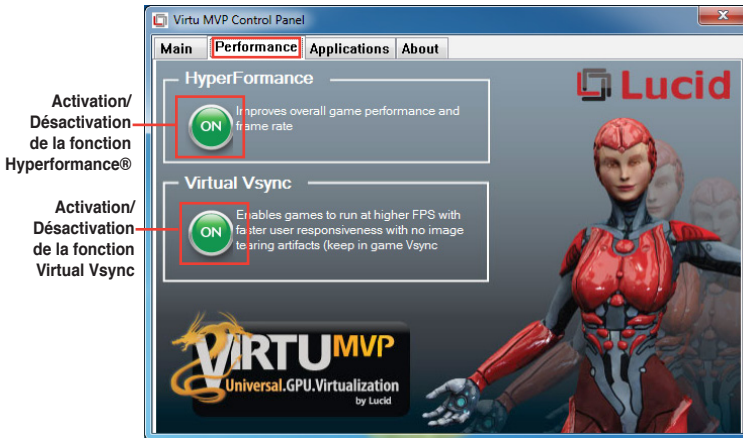 Virtu MVP Control Panel
Main
Performance
Applications
About
HyperFormance
ON
Improves overall game performance and
frame rate
Virtual Vsync
ON
Enables games to run at higher FPS with
faster user responsiveness with no image
tearing artifacts (keep in game Vsync
Lucid
VIRTUMVP
Universal.GPU.Virtualization
by Lucid
Activation/
Désactivation
de la fonction
Hyperformance®
Activation/
Désactivation
de la fonction
Virtual Vsync